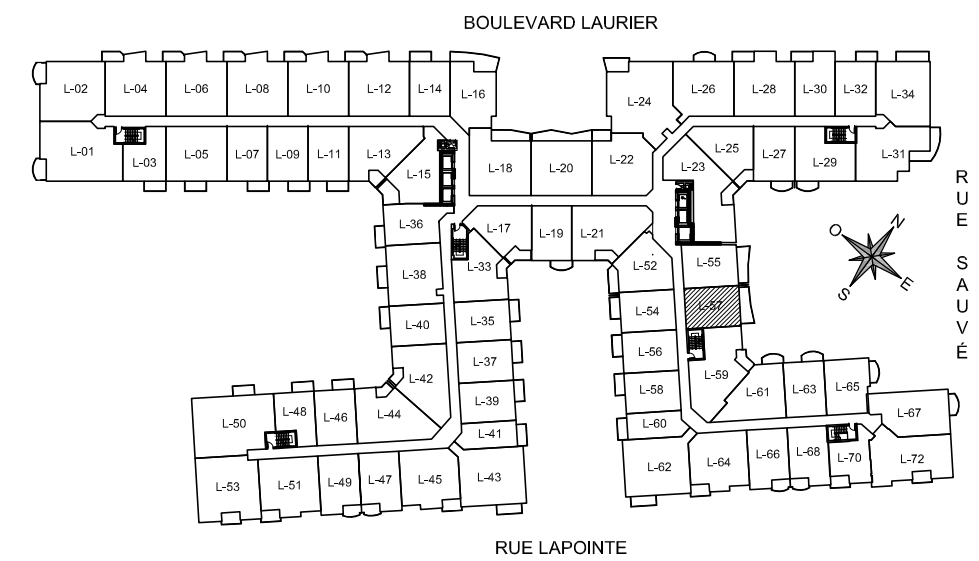 BOULEVARD LAURIER
L-02 L-04 L-06 L-08 L-10 L-12 L-14 L-16 L-24 L-26 L-28 L-30 L-32 L-34
L-01 L-03 L-05 L-07 L-09 L-11 L-13 L-15 L-18 L-20 L-22 L-23 L-25 L-27 L-29 L-31
L-36 L-17 L-19 L-21
L-38 L-33 L-52 L-55
L-40 L-35 L-54 L-57
L-42 L-37 L-56 L-59
L-39 L-58 L-61 L-63 L-65
L-50 L-48 L-46 L-44 L-41 L-60 L-67
L-53 L-51 L-49 L-47 L-45 L-43 L-62 L-64 L-66 L-68 L-70 L-72
RUE SAUVÉ
N
O
E
S
RUE LAPOINTE